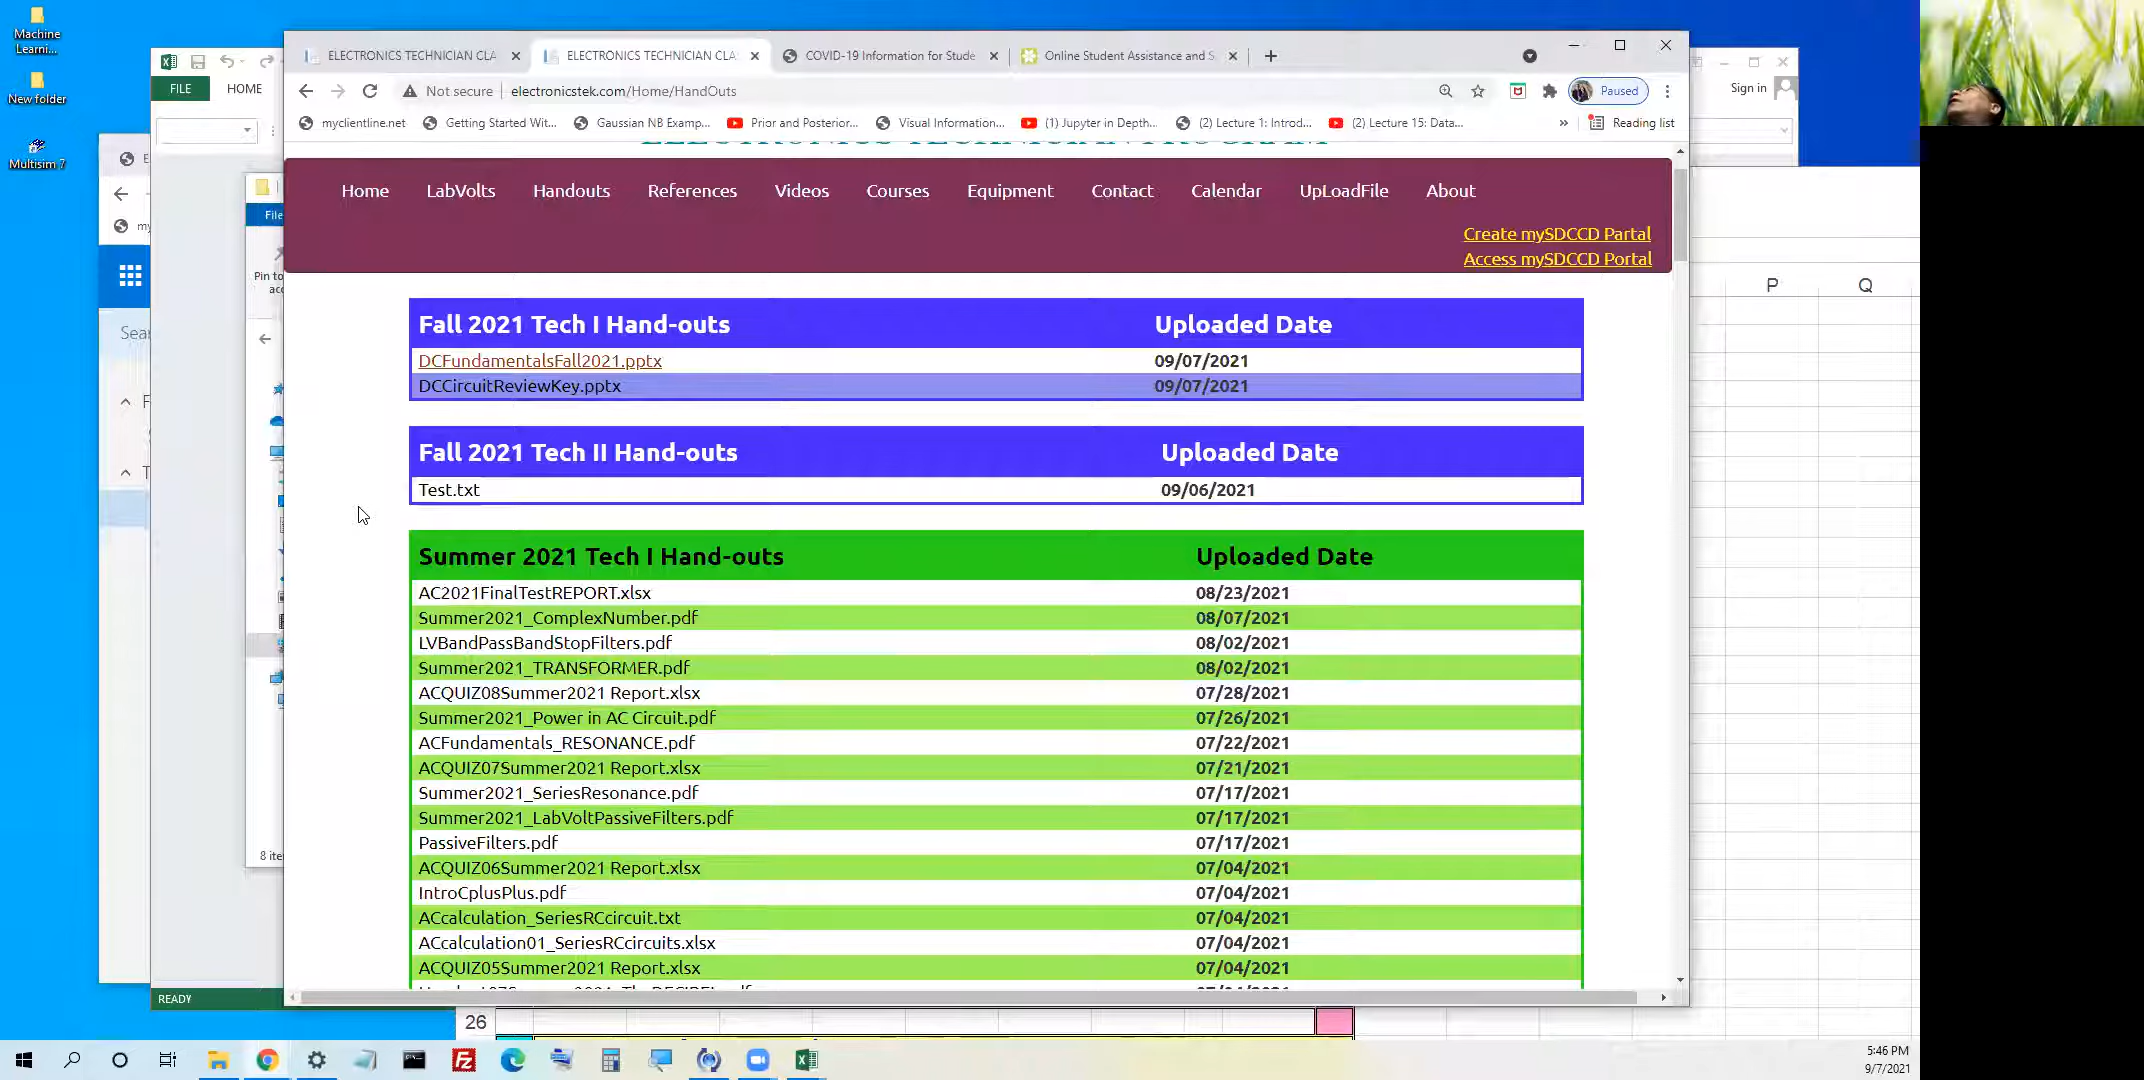 Machine
Learni...
New folder
Multisim 7
FILE
HOME
Sign in
ELECTRONICS TECHNICIAN CLA
ELECTRONICS TECHNICIAN CLA
COVID-19 Information for Stude
Online Student Assistance and S
Not secure
electronicstek.com/Home/HandOuts
Paused
myclientline.net
Getting Started Wit...
Gaussian NB Examp...
Prior and Posterior...
Visual Information...
(1) Jupyter in Depth...
(2) Lecture 1: Introd...
(2) Lecture 15: Data...
»
Reading list
ELECTRONICS TECHNICIAN PROGRAM
Home
LabVolts
Handouts
References
Videos
Courses
Equipment
Contact
Calendar
UpLoadFile
About
Create mySDCCD Partal
Access mySDCCD Portal
File
Pin to
acc
Sear
P
Q
Fall 2021 Tech I Hand-outs Uploaded Date
DCFundamentalsFall2021.pptx 09/07/2021
DCCircuitReviewKey.pptx 09/07/2021
Fall 2021 Tech II Hand-outs Uploaded Date
Test.txt 09/06/2021
Summer 2021 Tech I Hand-outs Uploaded Date
AC2021FinalTestREPORT.xlsx 08/23/2021
Summer2021_ComplexNumber.pdf 08/07/2021
LVBandPassBandStopFilters.pdf 08/02/2021
Summer2021_TRANSFORMER.pdf 08/02/2021
ACQUIZ08Summer2021 Report.xlsx 07/28/2021
Summer2021_Power in AC Circuit.pdf 07/26/2021
ACFundamentals_RESONANCE.pdf 07/22/2021
ACQUIZ07Summer2021 Report.xlsx 07/21/2021
Summer2021_SeriesResonance.pdf 07/17/2021
Summer2021_LabVoltPassiveFilters.pdf 07/17/2021
PassiveFilters.pdf 07/17/2021
ACQUIZ06Summer2021 Report.xlsx 07/04/2021
IntroCplusPlus.pdf 07/04/2021
ACcalculation_SeriesRCcircuit.txt 07/04/2021
ACcalculation01_SeriesRCcircuits.xlsx 07/04/2021
ACQUIZ05Summer2021 Report.xlsx 07/04/2021
8 ite
READY
26
5:46 PM
9/7/2021